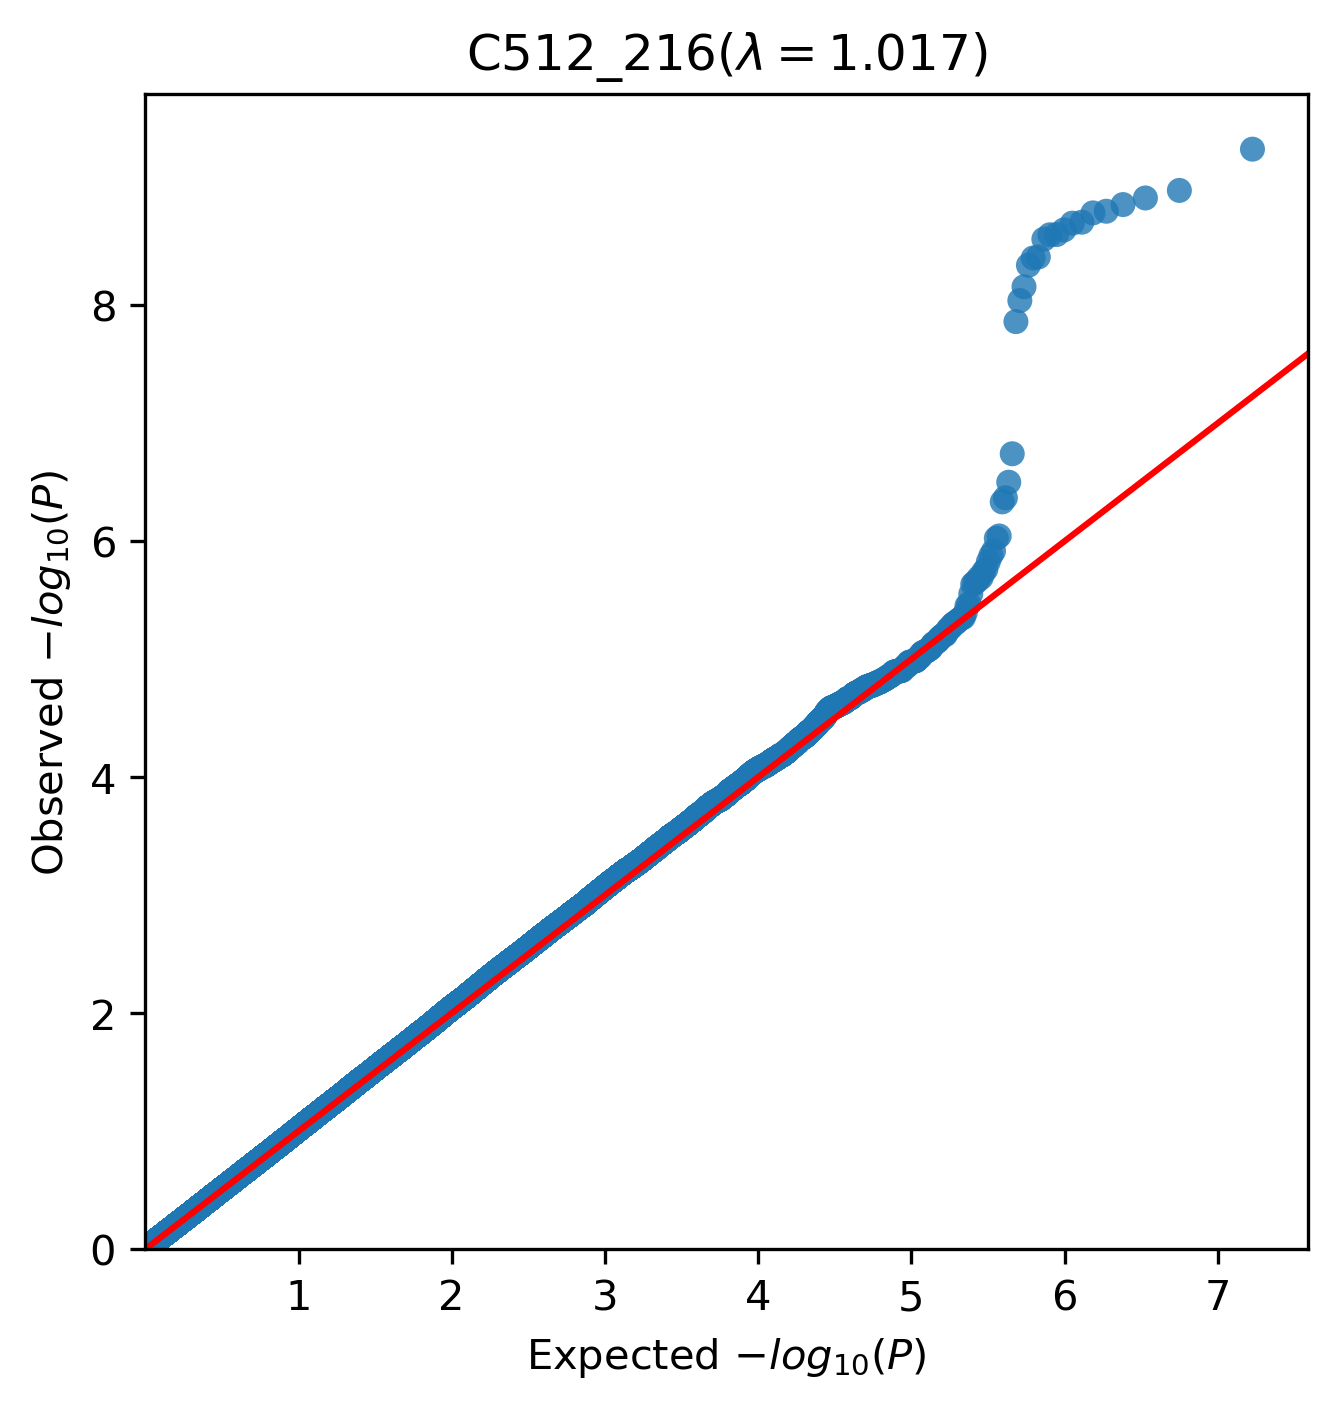 C512_216(λ = 1.017)
Observed −log₁₀(P)
8
6
4
2
0
1 2 3 4 5 6 7
Expected −log₁₀(P)